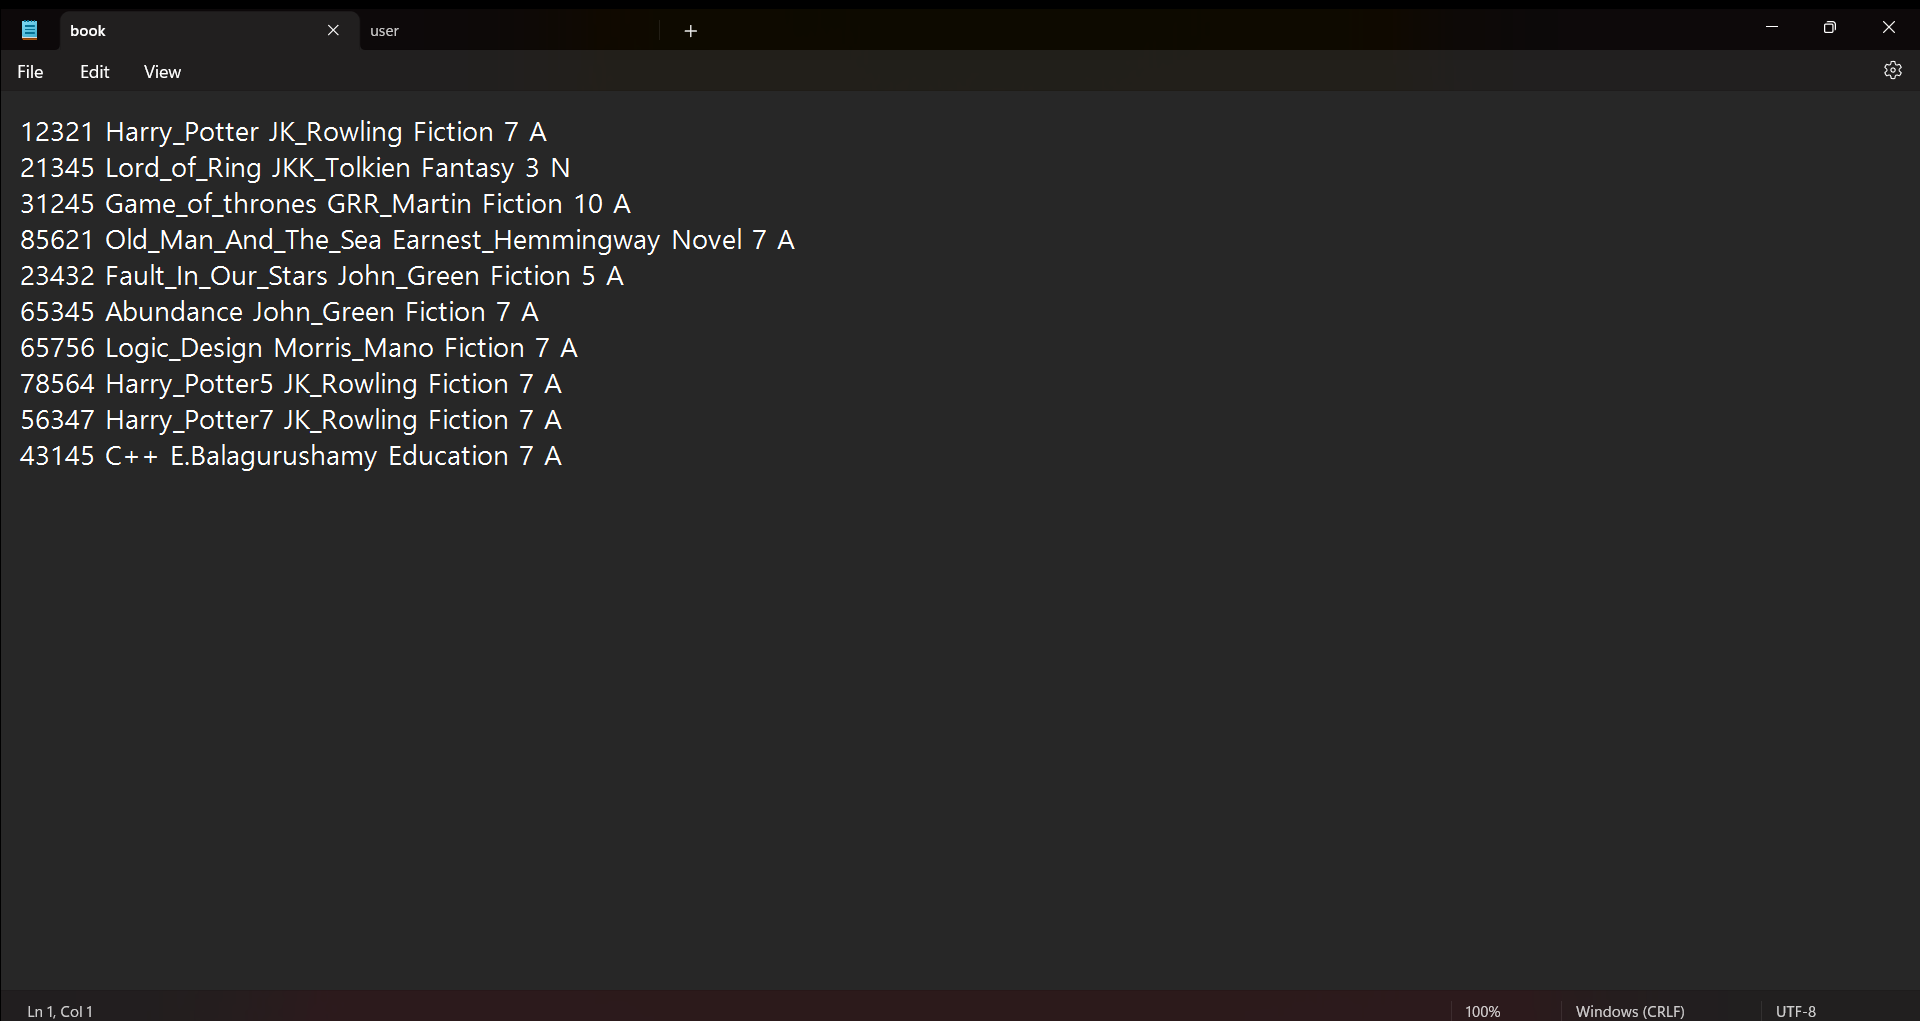 book
user
File Edit View
12321 Harry_Potter JK_Rowling Fiction 7 A
21345 Lord_of_Ring JKK_Tolkien Fantasy 3 N
31245 Game_of_thrones GRR_Martin Fiction 10 A
85621 Old_Man_And_The_Sea Earnest_Hemmingway Novel 7 A
23432 Fault_In_Our_Stars John_Green Fiction 5 A
65345 Abundance John_Green Fiction 7 A
65756 Logic_Design Morris_Mano Fiction 7 A
78564 Harry_Potter5 JK_Rowling Fiction 7 A
56347 Harry_Potter7 JK_Rowling Fiction 7 A
43145 C++ E.Balagurushamy Education 7 A
Ln 1, Col 1
100%
Windows (CRLF)
UTF-8